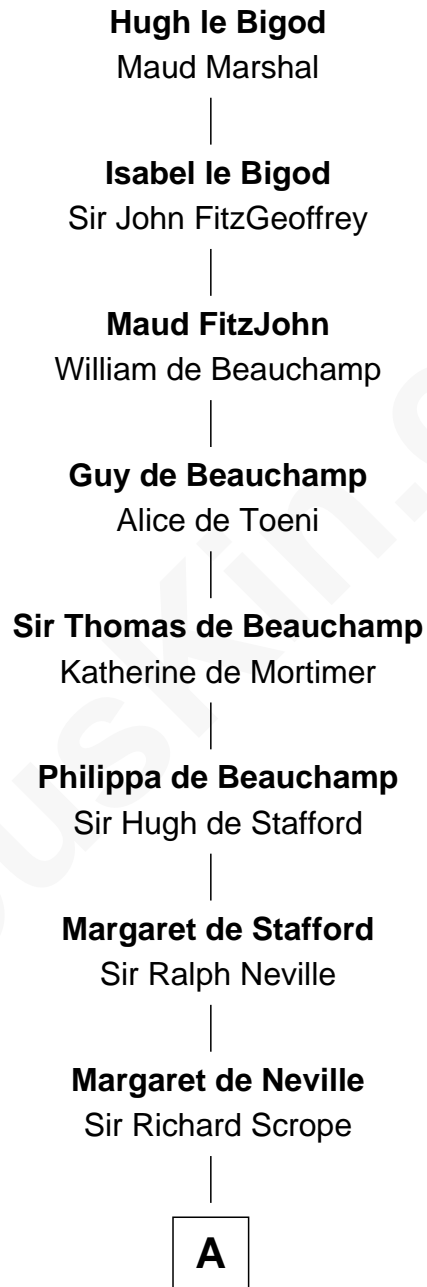 Hugh le Bigod
Maud Marshal
Isabel le Bigod
Sir John FitzGeoffrey
Maud FitzJohn
William de Beauchamp
Guy de Beauchamp
Alice de Toeni
Sir Thomas de Beauchamp
Katherine de Mortimer
Philippa de Beauchamp
Sir Hugh de Stafford
Margaret de Stafford
Sir Ralph Neville
Margaret de Neville
Sir Richard Scrope
A